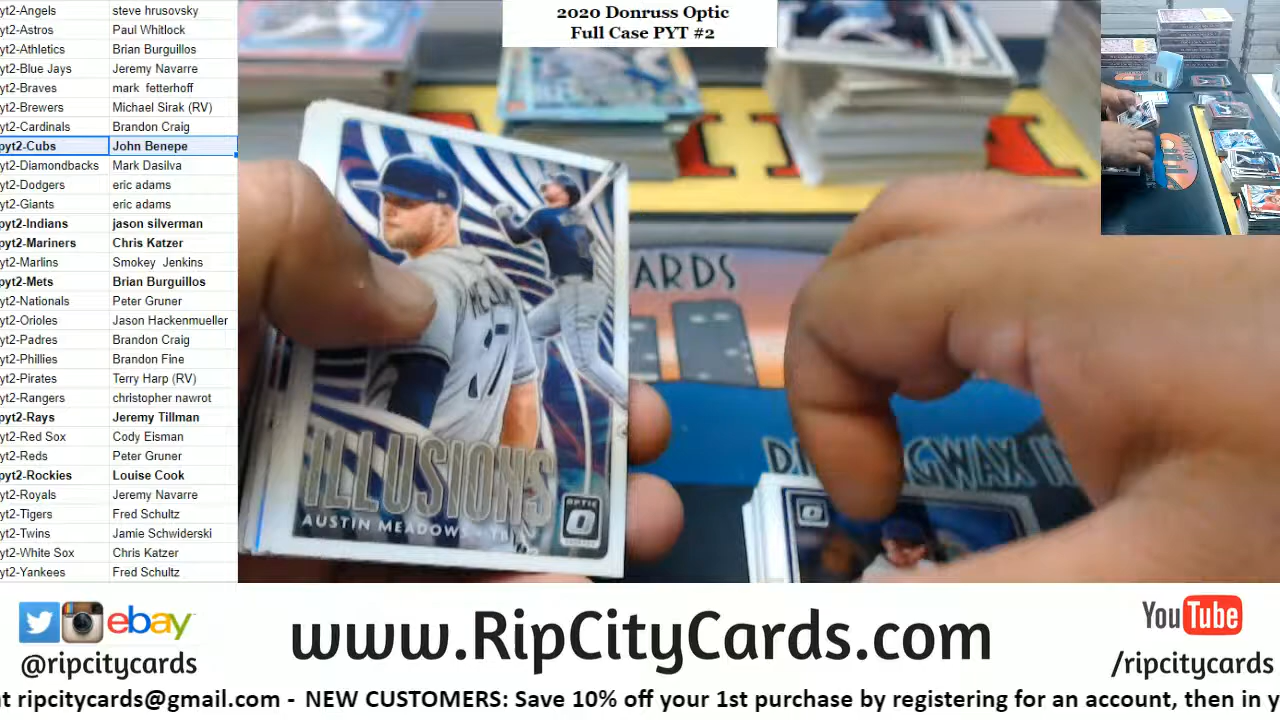 yt2-Angels steve hrusovsky
yt2-Astros Paul Whitlock
yt2-Athletics Brian Burguillos
yt2-Blue Jays Jeremy Navarre
yt2-Braves mark fetterhoff
yt2-Brewers Michael Sirak (RV)
yt2-Cardinals Brandon Craig
pyt2-Cubs John Benepe
yt2-Diamondbacks Mark Dasilva
yt2-Dodgers eric adams
yt2-Giants eric adams
pyt2-Indians jason silverman
pyt2-Mariners Chris Katzer
yt2-Marlins Smokey Jenkins
pyt2-Mets Brian Burguillos
yt2-Nationals Peter Gruner
yt2-Orioles Jason Hackenmueller
yt2-Padres Brandon Craig
yt2-Phillies Brandon Fine
yt2-Pirates Terry Harp (RV)
yt2-Rangers christopher nawrot
pyt2-Rays Jeremy Tillman
yt2-Red Sox Cody Eisman
yt2-Reds Peter Gruner
pyt2-Rockies Louise Cook
yt2-Royals Jeremy Navarre
yt2-Tigers Fred Schultz
yt2-Twins Jamie Schwiderski
yt2-White Sox Chris Katzer
yt2-Yankees Fred Schultz
2020 Donruss Optic
Full Case PYT #2
ARDS
ILLUSIONS
AUSTIN MEADOWS
OPTIC
ebay
@ripcitycards
www.RipCityCards.com
YouTube
/ripcitycards
t ripcitycards@gmail.com - NEW CUSTOMERS: Save 10% off your 1st purchase by registering for an account, then in y